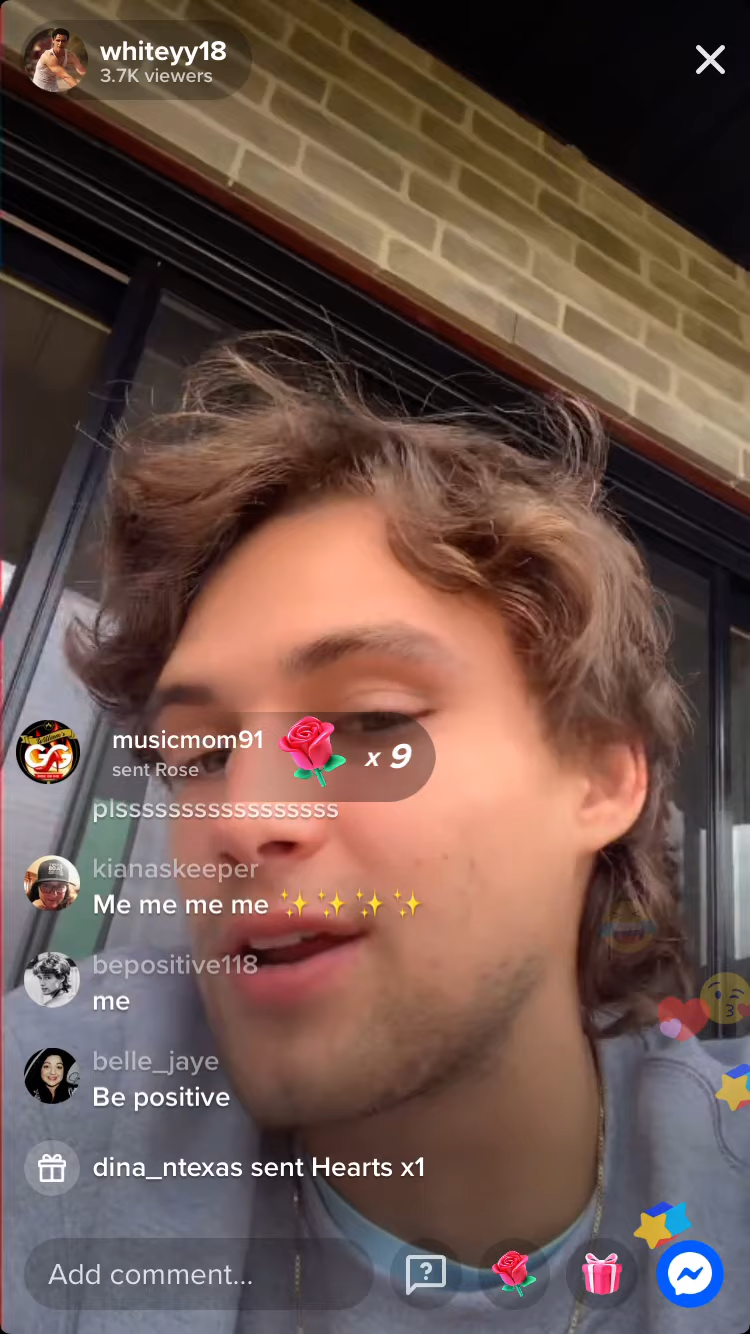 whiteyy18
3.7K viewers
musicmom91
sent Rose
x 9
plsssssssssssssssss
kianaskeeper
Me me me me ✨✨✨✨
bepositive118
me
belle_jaye
Be positive
dina_ntexas sent Hearts x1
Add comment...